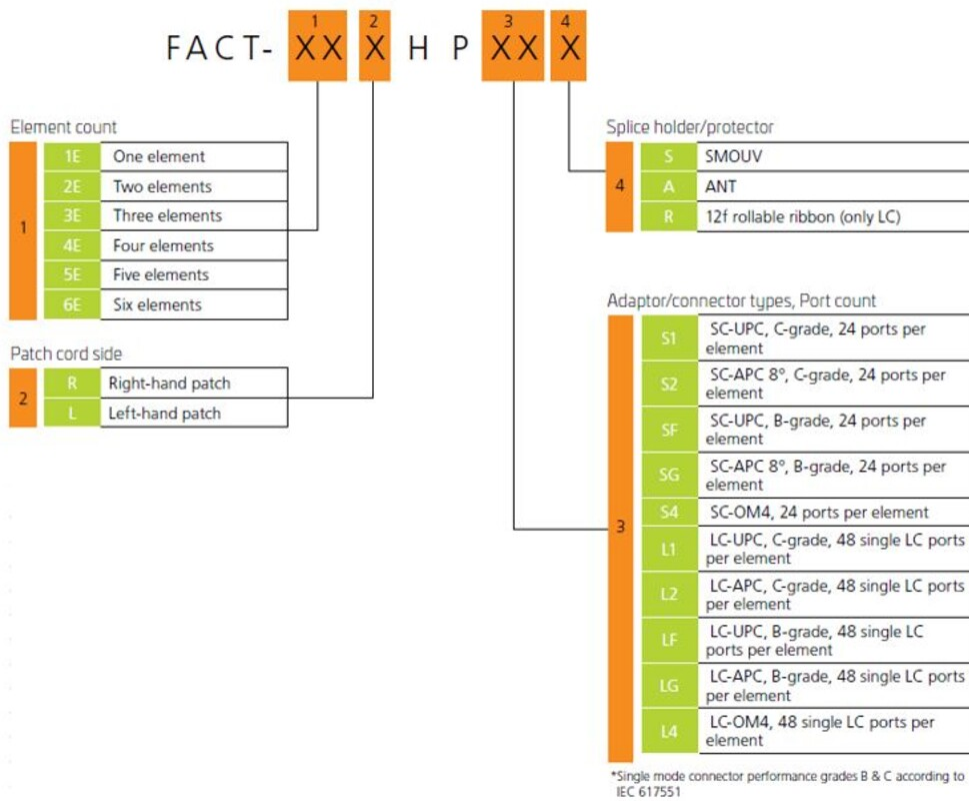 1 2 3 4
FACT- XX X H P XX X
Element count
1
1E One element
2E Two elements
3E Three elements
4E Four elements
5E Five elements
6E Six elements
Patch cord side
2
R Right-hand patch
L Left-hand patch
Splice holder/protector
4
S SMOUV
A ANT
R 12f rollable ribbon (only LC)
Adaptor/connector types, Port count
3
S1 SC-UPC, C-grade, 24 ports per
element
S2 SC-APC 8º, C-grade, 24 ports per
element
SF SC-UPC, B-grade, 24 ports per
element
SG SC-APC 8º, B-grade, 24 ports per
element
S4 SC-OM4, 24 ports per element
L1 LC-UPC, C-grade, 48 single LC ports
per element
L2 LC-APC, C-grade, 48 single LC ports
per element
LF LC-UPC, B-grade, 48 single LC
ports per element
LG LC-APC, B-grade, 48 single LC ports
per element
L4 LC-OM4, 48 single LC ports per
element
*Single mode connector performance grades B & C according to
IEC 617551